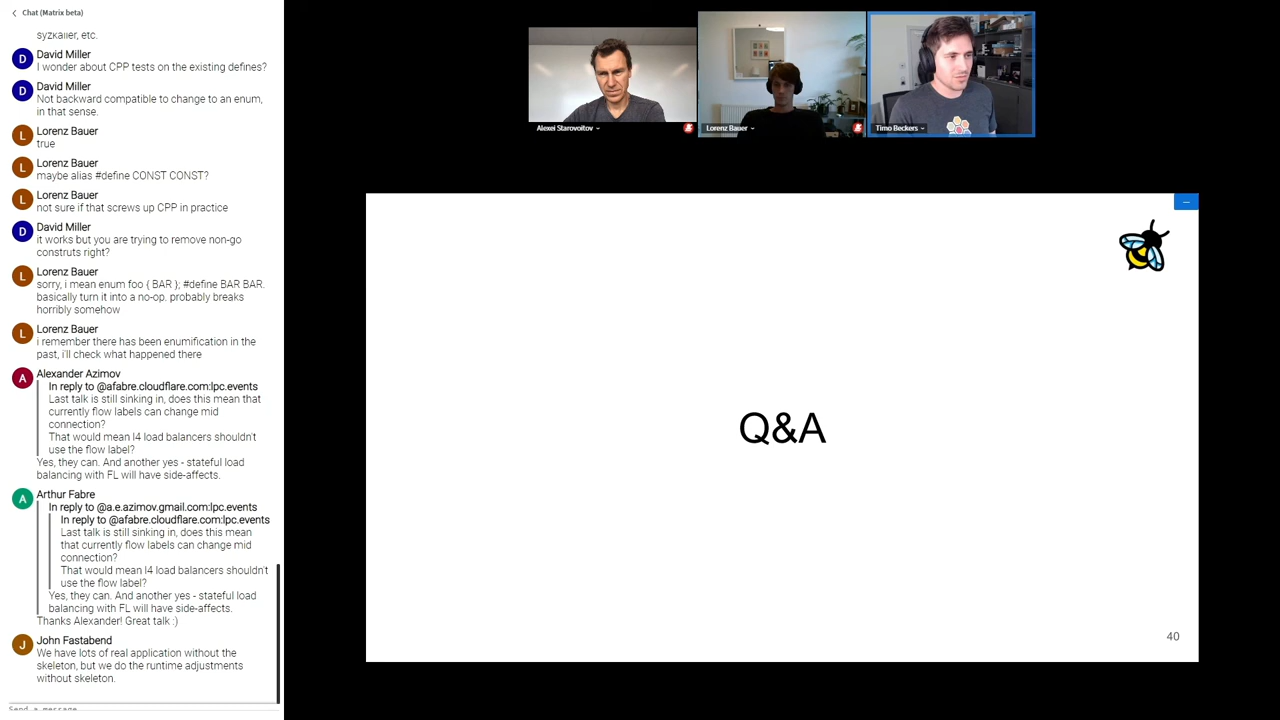 Chat (Matrix beta)
syzkaller, etc.
David Miller
I wonder about CPP tests on the existing defines?
David Miller
Not backward compatible to change to an enum,
in that sense.
Lorenz Bauer
true
Lorenz Bauer
maybe alias #define CONST CONST?
Lorenz Bauer
not sure if that screws up CPP in practice
David Miller
it works but you are trying to remove non-go
construts right?
Lorenz Bauer
sorry, i mean enum foo { BAR }; #define BAR BAR.
basically turn it into a no-op. probably breaks
horribly somehow
Lorenz Bauer
i remember there has been enumification in the
past, i'll check what happened there
Alexander Azimov
In reply to @afabre.cloudflare.com:lpc.events
Last talk is still sinking in, does this mean that
currently flow labels can change mid
connection?
That would mean l4 load balancers shouldn't
use the flow label?
Yes, they can. And another yes - stateful load
balancing with FL will have side-affects.
Arthur Fabre
In reply to @a.e.azimov.gmail.com:lpc.events
In reply to @afabre.cloudflare.com:lpc.events
Last talk is still sinking in, does this mean
that currently flow labels can change mid
connection?
That would mean l4 load balancers shouldn't
use the flow label?
Yes, they can. And another yes - stateful load
balancing with FL will have side-affects.
Thanks Alexander! Great talk :)
John Fastabend
We have lots of real application without the
skeleton, but we do the runtime adjustments
without skeleton.
Send a message
D
D
L
L
L
D
L
L
A
A
J
Alexei Starovoitov
Lorenz Bauer
Timo Beckers
Q&A
40